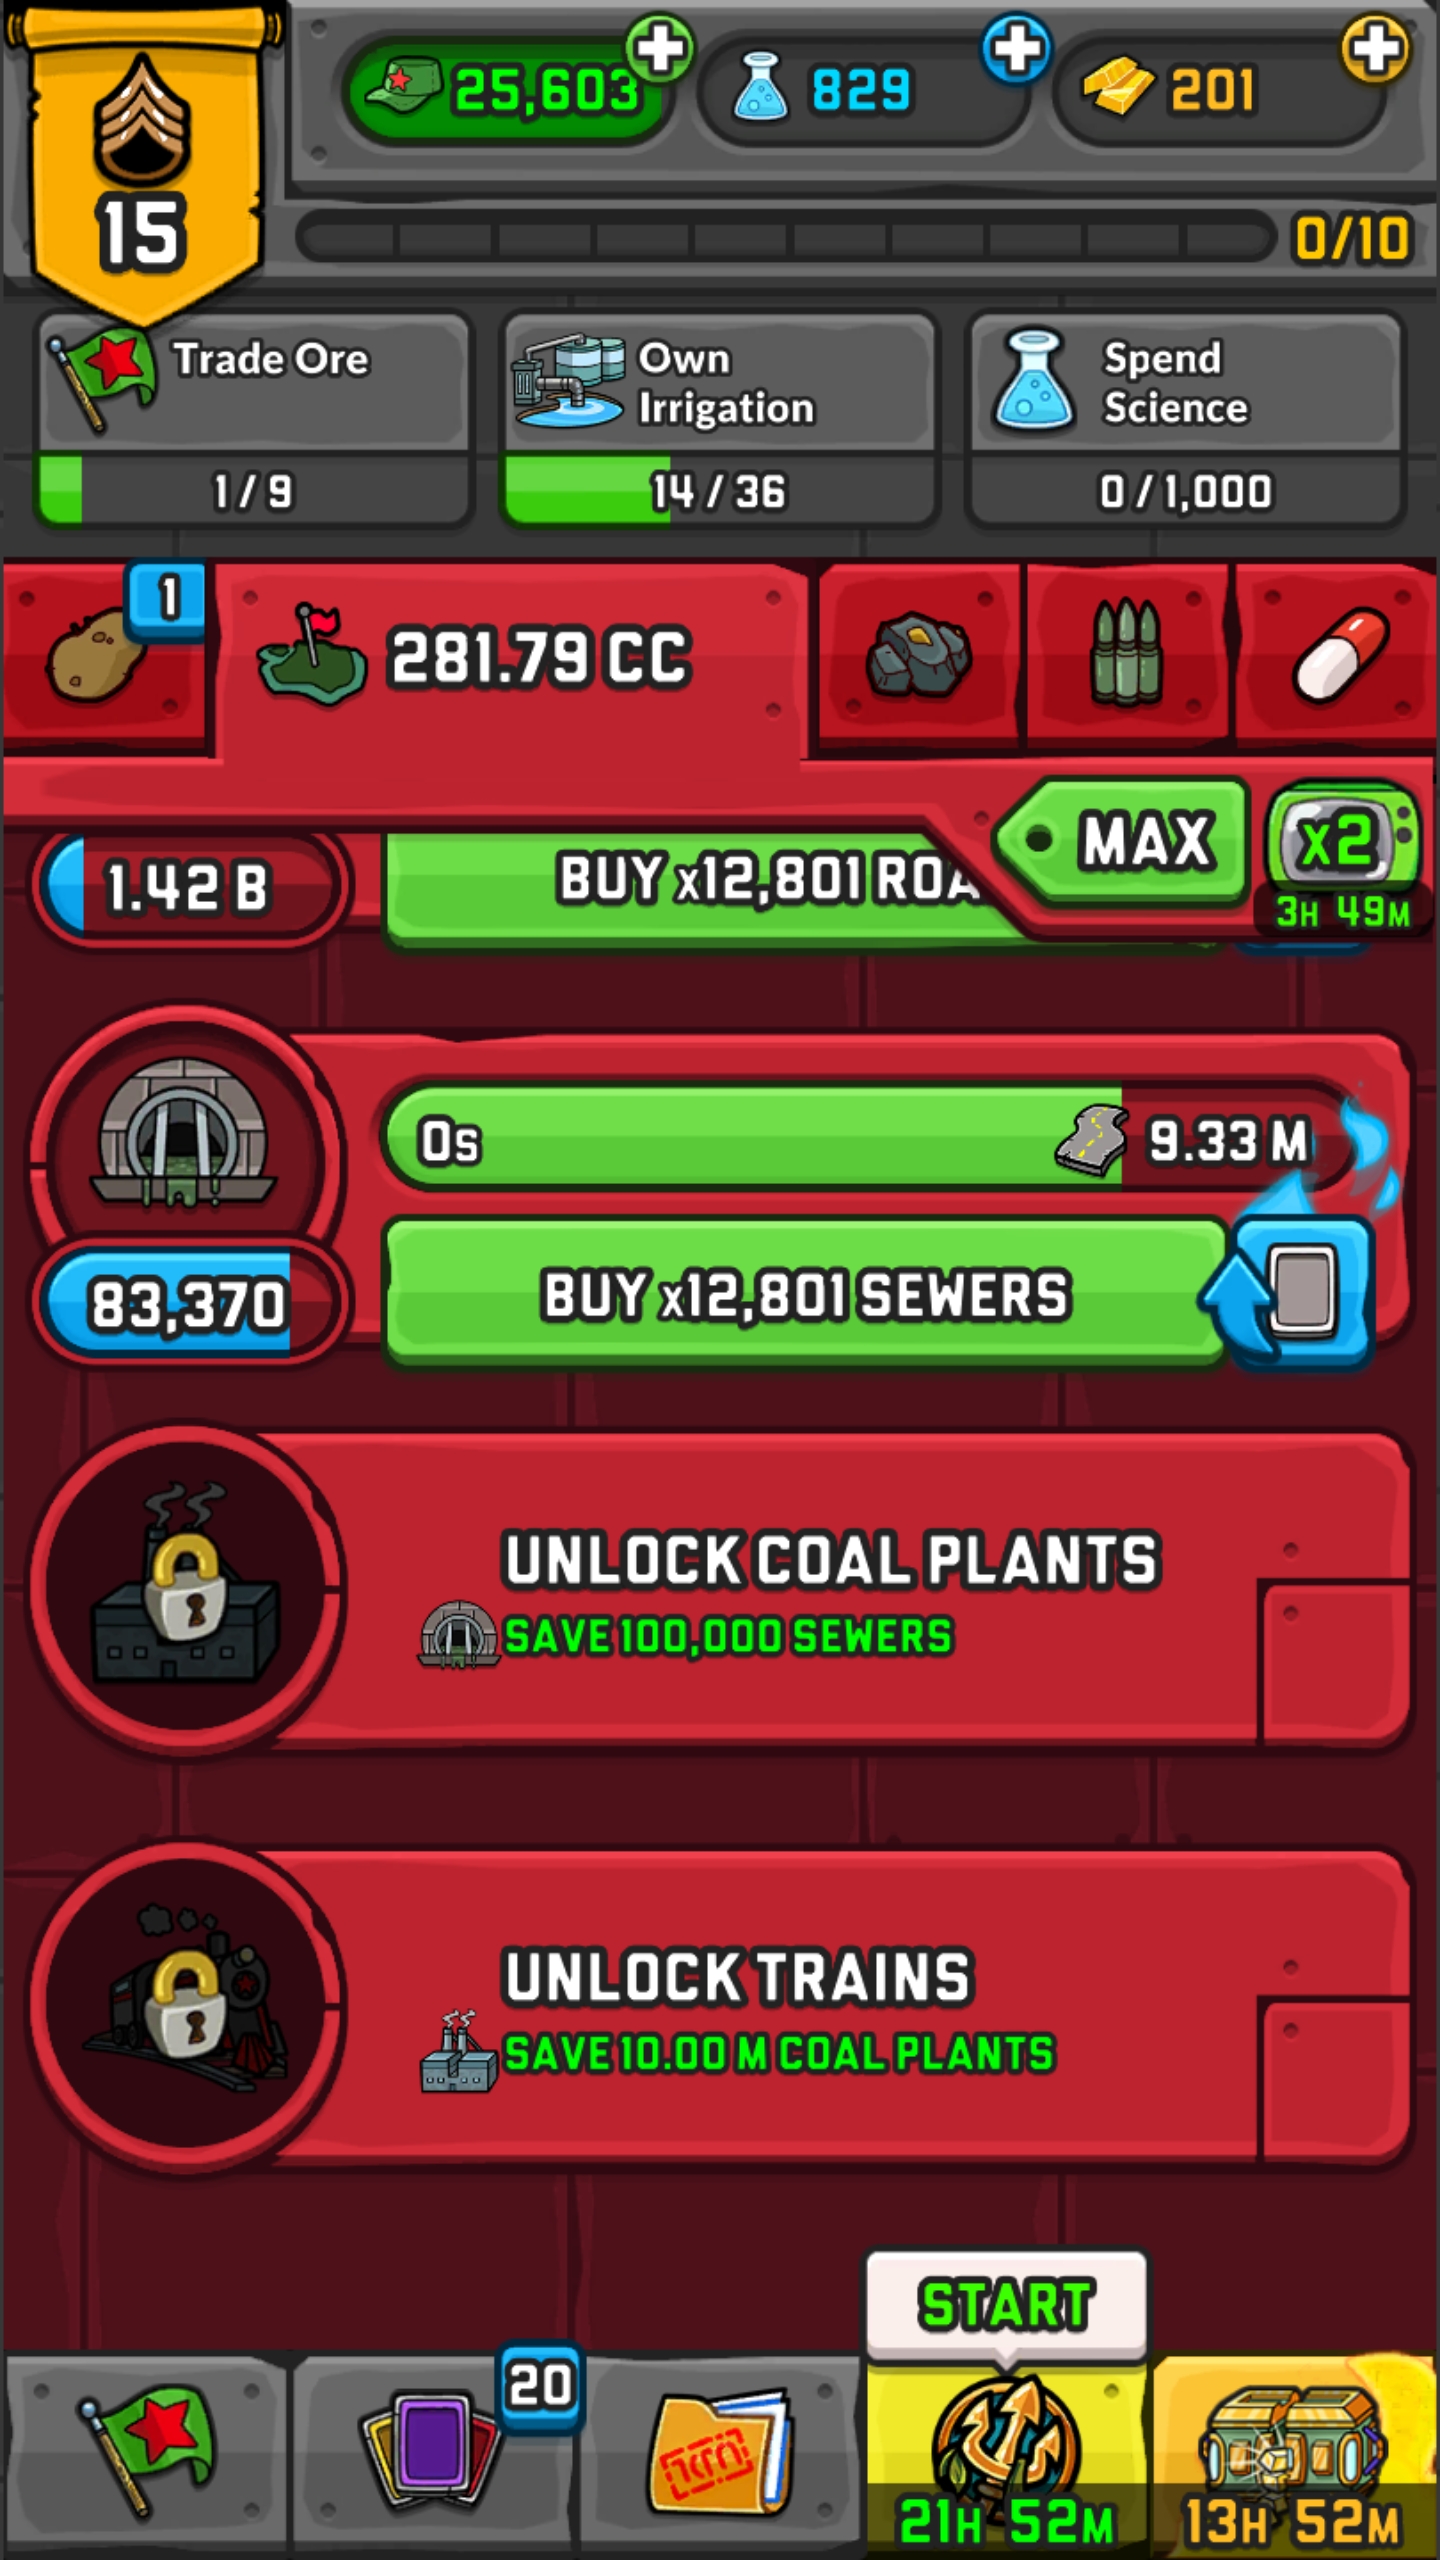 15
25,603
829
201
0/10
Trade Ore
1 / 9
Own
Irrigation
14 / 36
Spend
Science
0 / 1,000
1
281.79 CC
MAX
x2
3H 49M
1.42 B
BUY x12,801 ROA
0s
9.33 M
83,370
BUY x12,801 SEWERS
UNLOCK COAL PLANTS
SAVE 100,000 SEWERS
UNLOCK TRAINS
SAVE 10.00 M COAL PLANTS
START
20
21H 52M
13H 52M